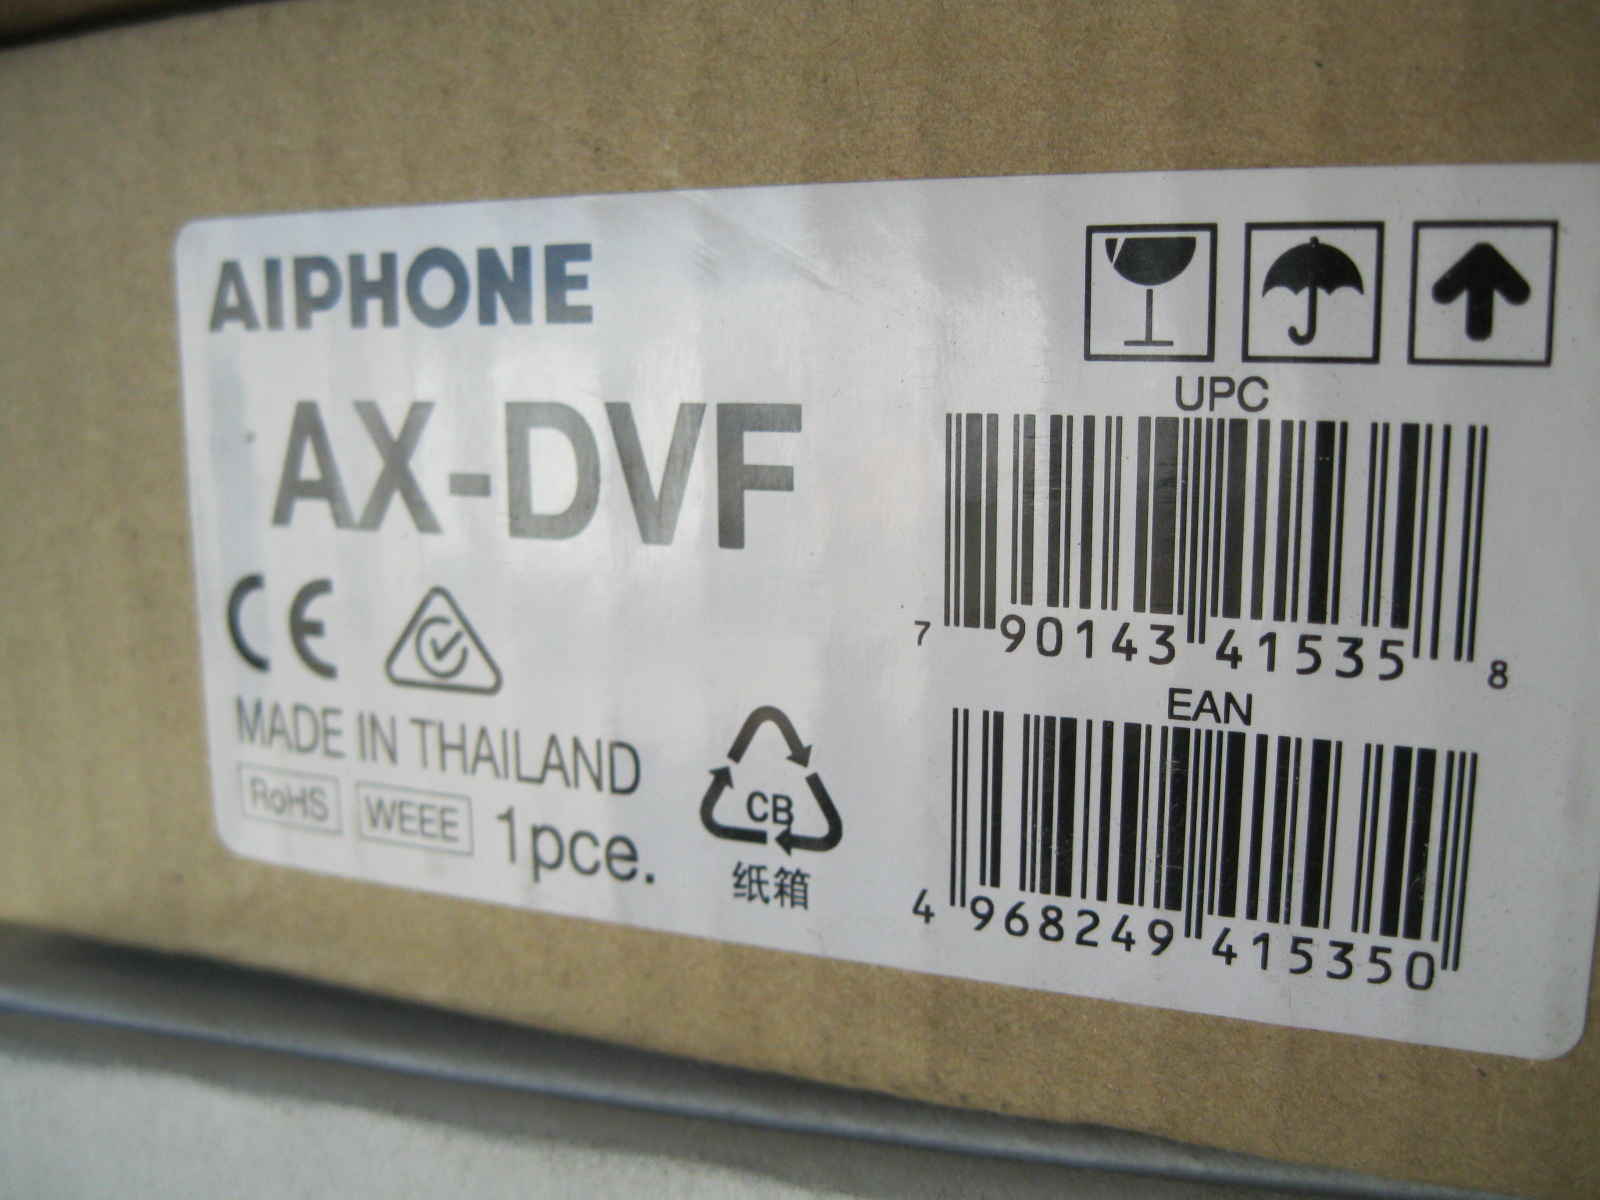 AIPHONE
AX-DVF
CE
MADE IN THAILAND
RoHS WEEE 1pce.
CB
纸箱
UPC
7 90143 41535 8
EAN
4 968249 415350